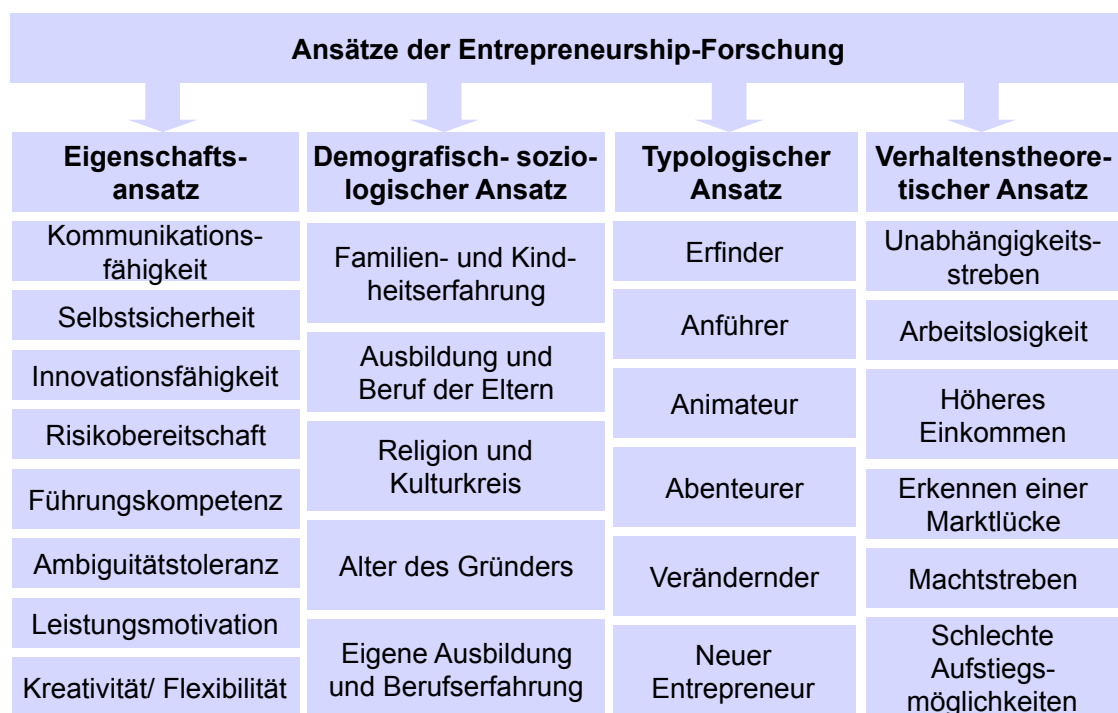 Ansätze der Entrepreneurship-Forschung
Eigenschafts-
ansatz
Kommunikations-
fähigkeit
Selbstsicherheit
Innovationsfähigkeit
Risikobereitschaft
Führungskompetenz
Ambiguitätstoleranz
Leistungsmotivation
Kreativität/ Flexibilität
Demografisch- sozio-
logischer Ansatz
Familien- und Kind-
heitserfahrung
Ausbildung und
Beruf der Eltern
Religion und
Kulturkreis
Alter des Gründers
Eigene Ausbildung
und Berufserfahrung
Typologischer
Ansatz
Erfinder
Anführer
Animateur
Abenteurer
Verändernder
Neuer
Entrepreneur
Verhaltenstheore-
tischer Ansatz
Unabhängigkeits-
streben
Arbeitslosigkeit
Höheres
Einkommen
Erkennen einer
Marktlücke
Machtstreben
Schlechte
Aufstiegs-
möglichkeiten